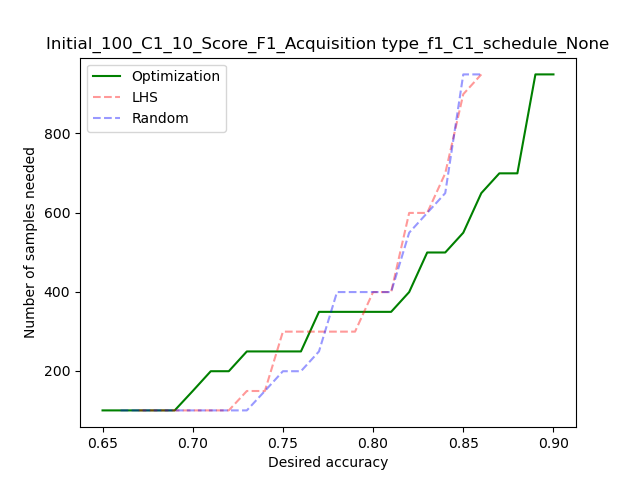 Initial_100_C1_10_Score_F1_Acquisition type_f1_C1_schedule_None
Optimization
LHS
Random
800
600
400
200
Number of samples needed
0.65 0.70 0.75 0.80 0.85 0.90
Desired accuracy